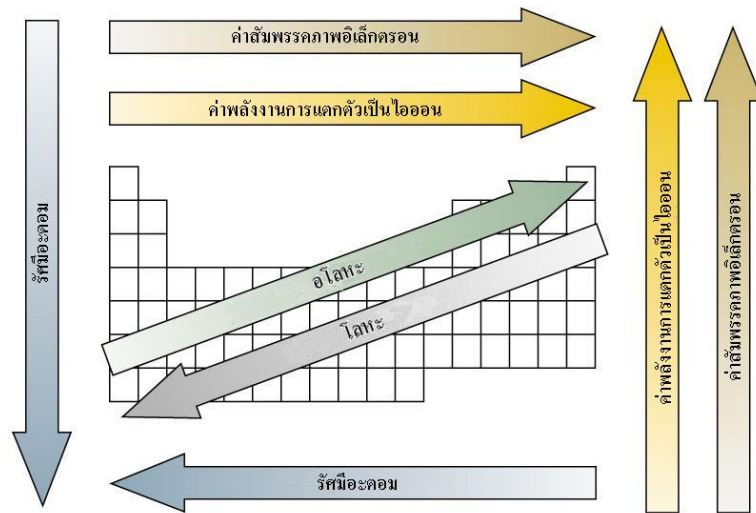 ค่าสัมพรรคภาพอิเล็กตรอน
ค่าพลังงานการแตกตัวเป็นไอออน
รัศมีอะตอม
อโลหะ
โลหะ
ค่าพลังงานการแตกตัวเป็นไอออน
ค่าสัมพรรคภาพอิเล็กตรอน
รัศมีอะตอม